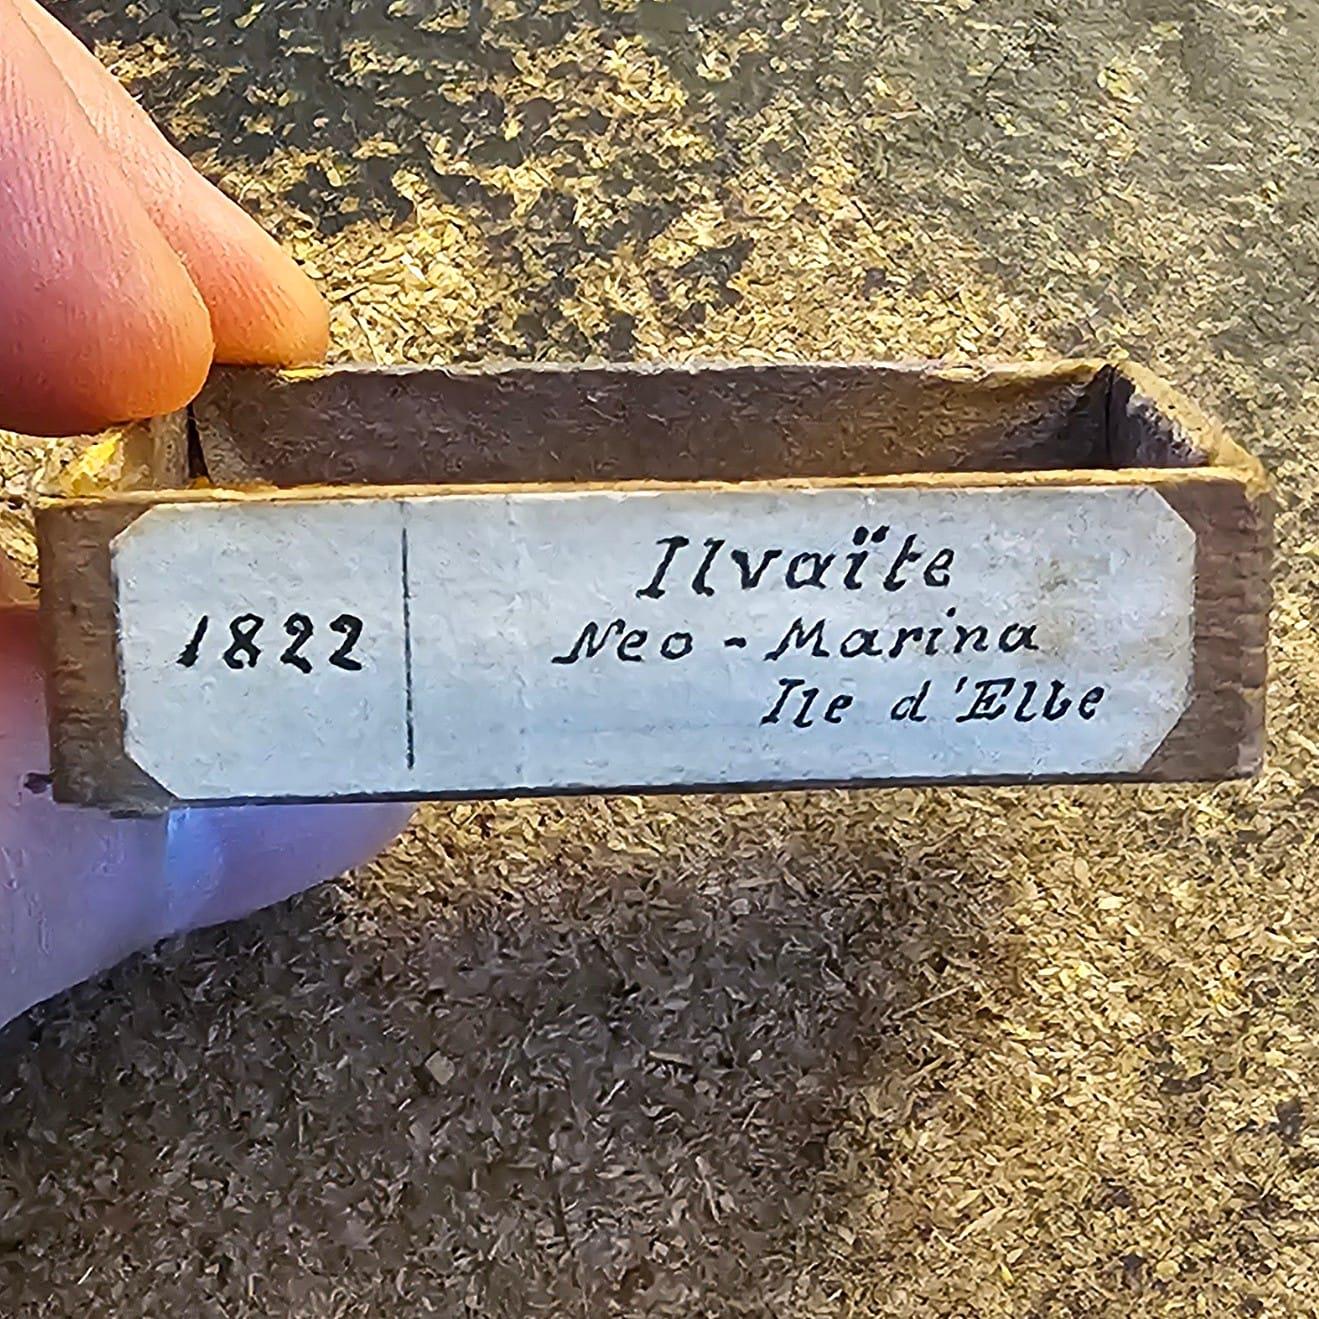 1822
Ilvaïte
Neo - Marina
Ile d'Elbe